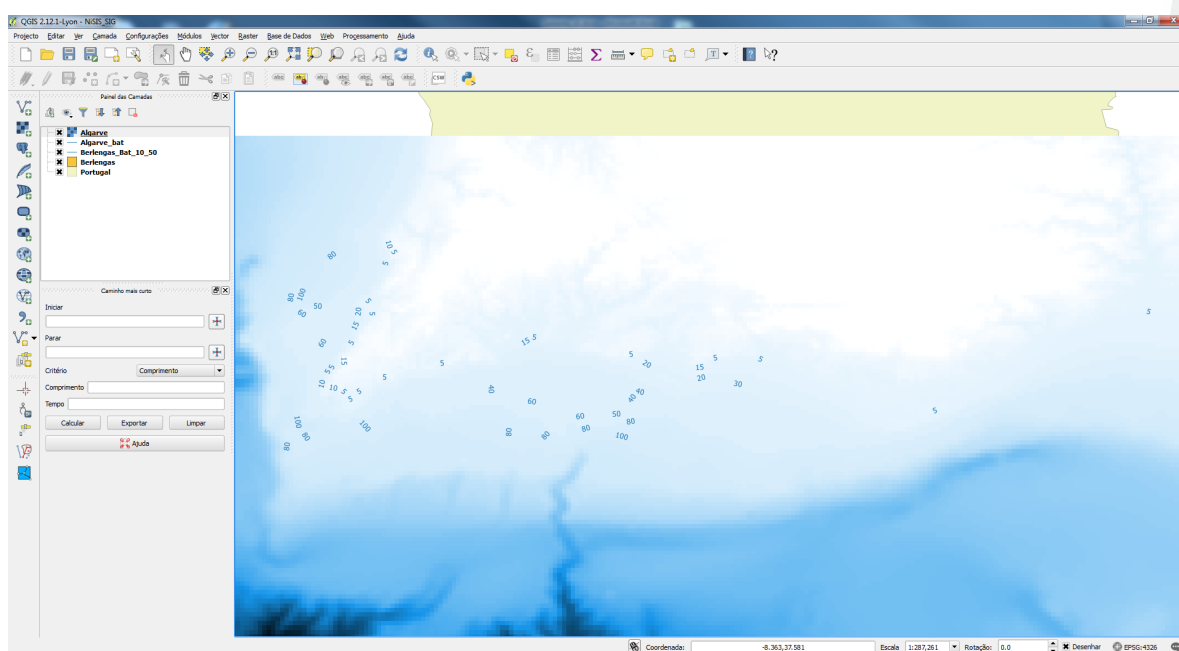 QGIS 2.12.1-Lyon - NiSIS_SIG
Projecto Editar Ver Camada Configurações Módulos Vector Raster Base de Dados Web Processamento Ajuda
CSW
Painel das Camadas
Algarve
Algarve_bat
Berlengas_Bat_10_50
Berlengas
Portugal
Caminho mais curto
Iniciar
Parar
Critério Comprimento
Comprimento
Tempo
Calcular Exportar Limpar
Ajuda
10
80 5
5
80 100 50 20 5 5
60 15
5
60 5 15 5 15 5 5 20 15 5 5
5 5 5 20 30
10 10 5 5 5 40 60 40 40 5
100 80 80 100 80 80 60 80 50 80 100
Coordenada: -8.363,37.581 Escala 1:287,261 Rotação: 0.0 Desenhar EPSG:4326